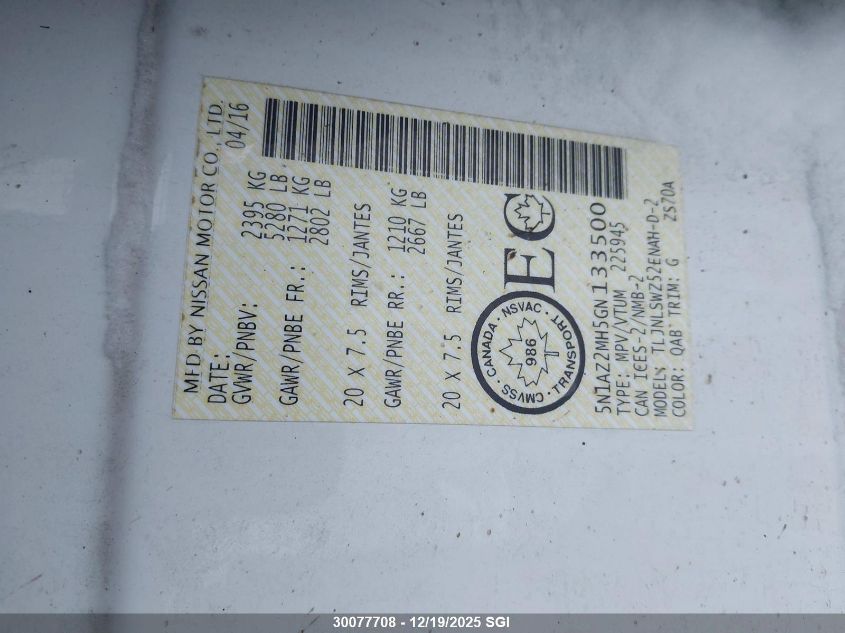 MFD BY NISSAN MOTOR CO., LTD.
DATE: 04/16
GVWR/PNBV: 2395 KG
5280 LB
GAWR/PNBE FR.: 1271 KG
2802 LB
20 X 7.5 RIMS/JANTES
GAWR/PNBE RR.: 1210 KG
2667 LB
20 X 7.5 RIMS/JANTES
CANADA · NSVAC · TRANSPORT · CMVSS ·
986
EC
5N1AZ2MH5GN133500
TYPE: MPV/VTUM 225945
CAN ICES-2/NMB-2
MODEL: TLJNLSWZ52ENAH-D-2
COLOR: QAB TRIM: G ZS70A
30077708 - 12/19/2025 SGI